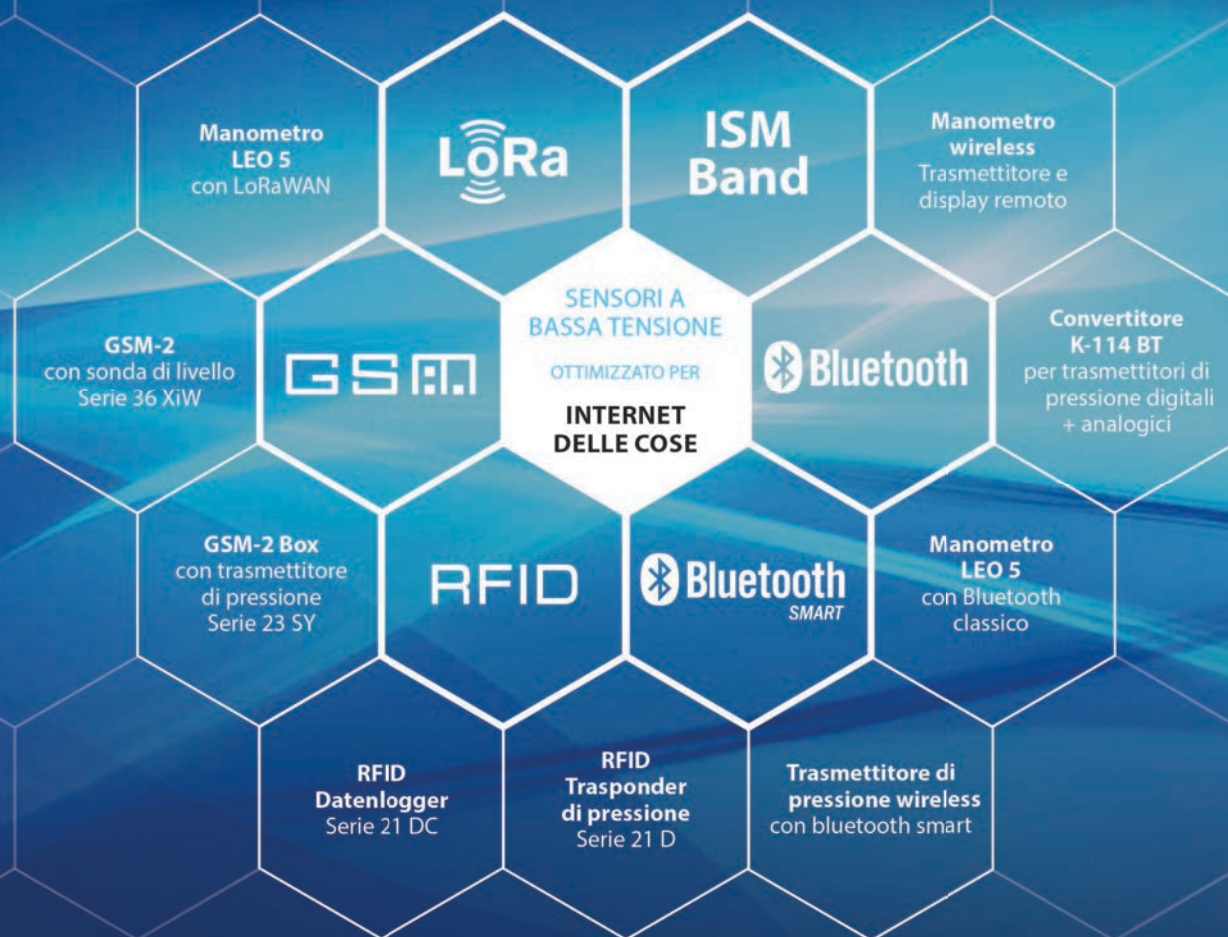 Manometro
LEO 5
con LoRaWAN
LoRa
ISM
Band
Manometro
wireless
Trasmettitore e
display remoto
GSM-2
con sonda di livello
Serie 36 XiW
GSM
SENSORI A
BASSA TENSIONE
OTTIMIZZATO PER
INTERNET
DELLE COSE
Bluetooth
Convertitore
K-114 BT
per trasmettitori di
pressione digitali
+ analogici
GSM-2 Box
con trasmettitore
di pressione
Serie 23 SY
RFID
Bluetooth
SMART
Manometro
LEO 5
con Bluetooth
classico
RFID
Datenlogger
Serie 21 DC
RFID
Trasponder
di pressione
Serie 21 D
Trasmettitore di
pressione wireless
con bluetooth smart